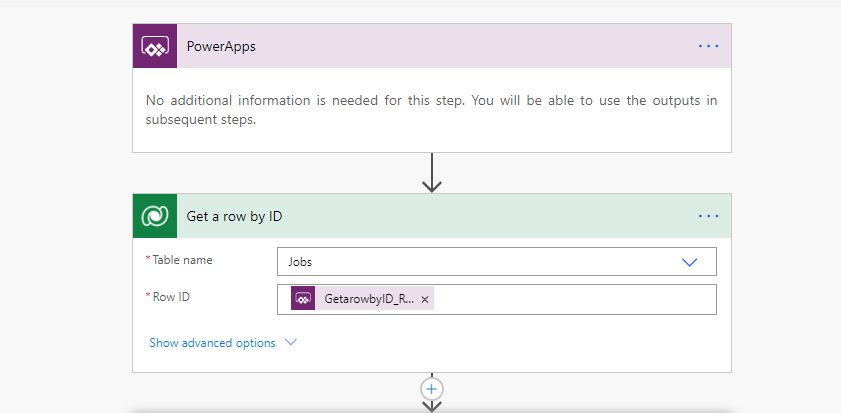 PowerApps
No additional information is needed for this step. You will be able to use the outputs in
subsequent steps.
Get a row by ID
* Table name
Jobs
* Row ID
GetarowbyID_R... ×
Show advanced options